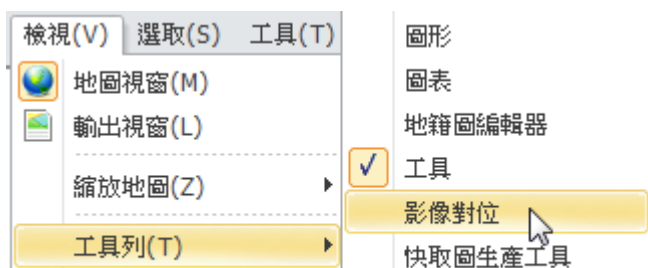 檢視(V) 選取(S) 工具(T)
地圖視窗(M)
輸出視窗(L)
縮放地圖(Z)
工具列(T)
圖形
圖表
地籍圖編輯器
工具
影像對位
快取圖生產工具